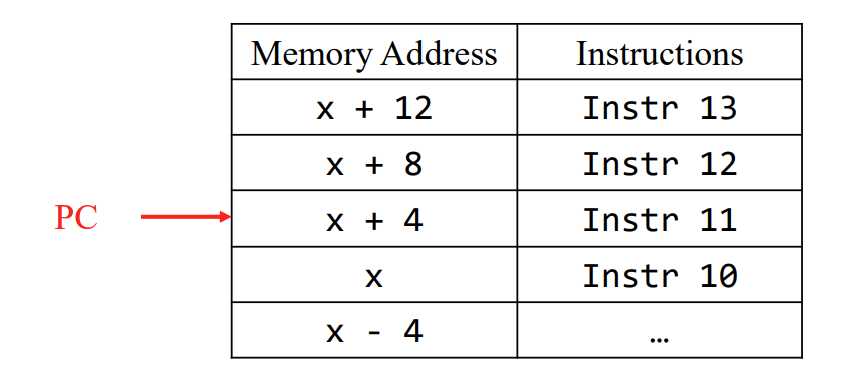 Memory Address Instructions
x + 12 Instr 13
x + 8 Instr 12
PC x + 4 Instr 11
x Instr 10
x - 4 …